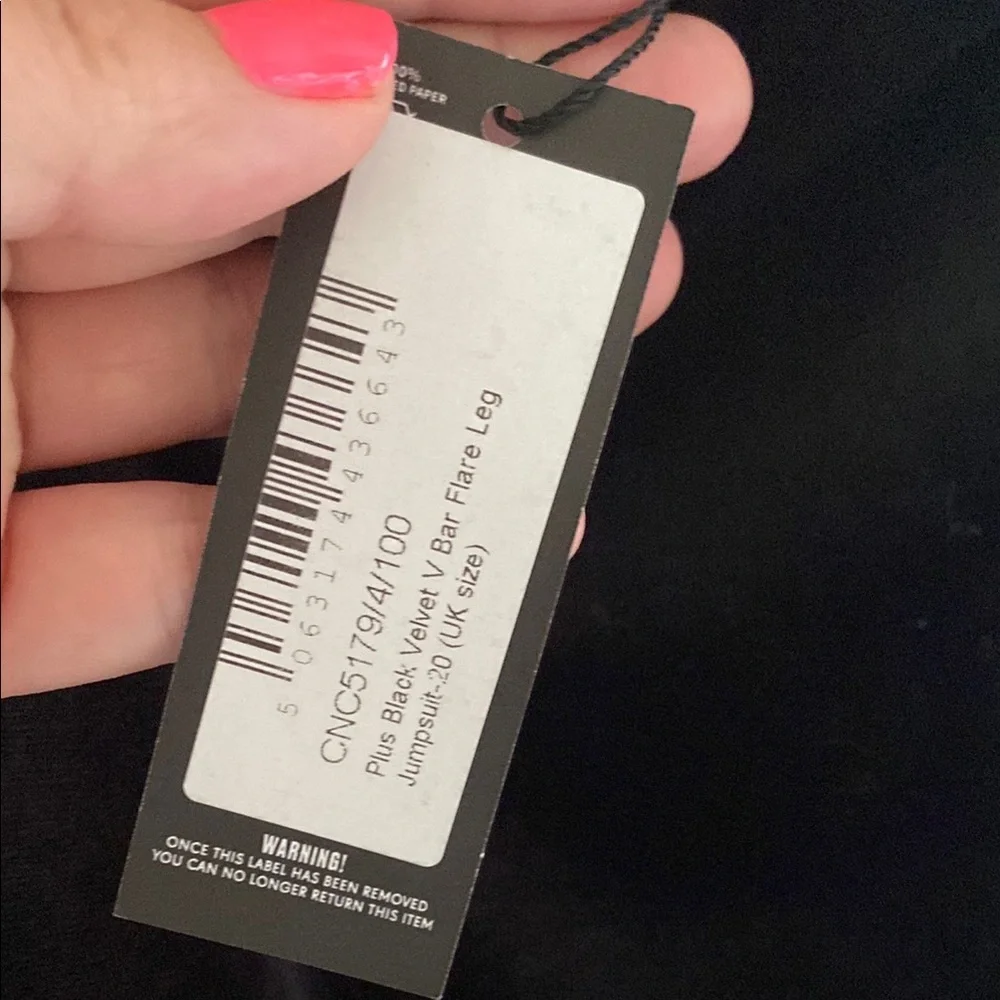 0%
ED PAPER
5 063174 436643
CNC5179/4/100
Plus Black Velvet V Bar Flare Leg
Jumpsuit-20 (UK size)
WARNING!
ONCE THIS LABEL HAS BEEN REMOVED
YOU CAN NO LONGER RETURN THIS ITEM